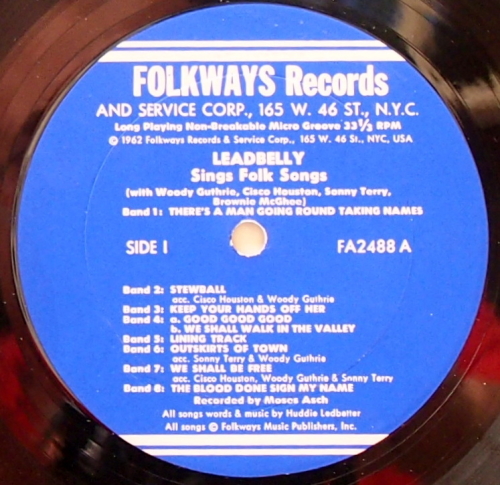 FOLKWAYS Records
AND SERVICE CORP., 165 W. 46 ST., N.Y.C.
Long Playing Non-Breakable Micro Groove 33⅓ RPM
© 1962 Folkways Records & Service Corp., 165 W. 46 St., NYC, USA
LEADBELLY
Sings Folk Songs
(with Woody Guthrie, Cisco Houston, Sonny Terry,
Brownie McGhee)
Band 1: THERE'S A MAN GOING ROUND TAKING NAMES
SIDE I
FA2488 A
Band 2: STEWBALL
acc. Cisco Houston & Woody Guthrie
Band 3: KEEP YOUR HANDS OFF HER
Band 4: a. GOOD GOOD GOOD
b. WE SHALL WALK IN THE VALLEY
Band 5: LINING TRACK
Band 6: OUTSKIRTS OF TOWN
acc. Sonny Terry & Woody Guthrie
Band 7: WE SHALL BE FREE
acc. Cisco Houston, Woody Guthrie & Sonny Terry
Band 8: THE BLOOD DONE SIGN MY NAME
Recorded by Moses Asch
All songs words & music by Huddie Ledbetter
All songs © Folkways Music Publishers, Inc.